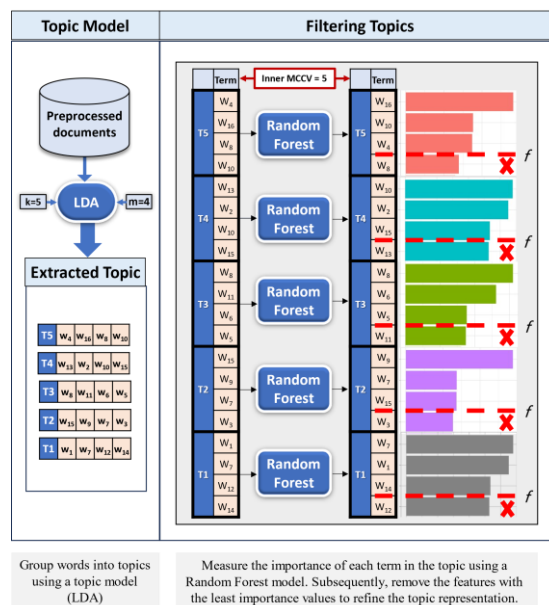 Topic Model
Filtering Topics
Preprocessed
documents
k=5
LDA
m=4
Extracted Topic
T5 w4 w16 w8 w10
T4 w13 w2 w10 w15
T3 w8 w11 w6 w5
T2 w15 w9 w7 w3
T1 w1 w7 w12 w14
Term
Inner MCCV = 5
Term
T5
W4
W16
W8
W10
Random
Forest
T5
W16
W10
W4
W8
f
T4
W13
W2
W10
W15
Random
Forest
T4
W10
W2
W15
W13
f
T3
W8
W11
W6
W5
Random
Forest
T3
W8
W6
W5
W11
f
T2
W15
W9
W7
W3
Random
Forest
T2
W9
W7
W15
W3
f
T1
W1
W7
W12
W14
Random
Forest
T1
W7
W1
W14
W12
f
Group words into topics
using a topic model
(LDA)
Measure the importance of each term in the topic using a
Random Forest model. Subsequently, remove the features with
the least importance values to refine the topic representation.